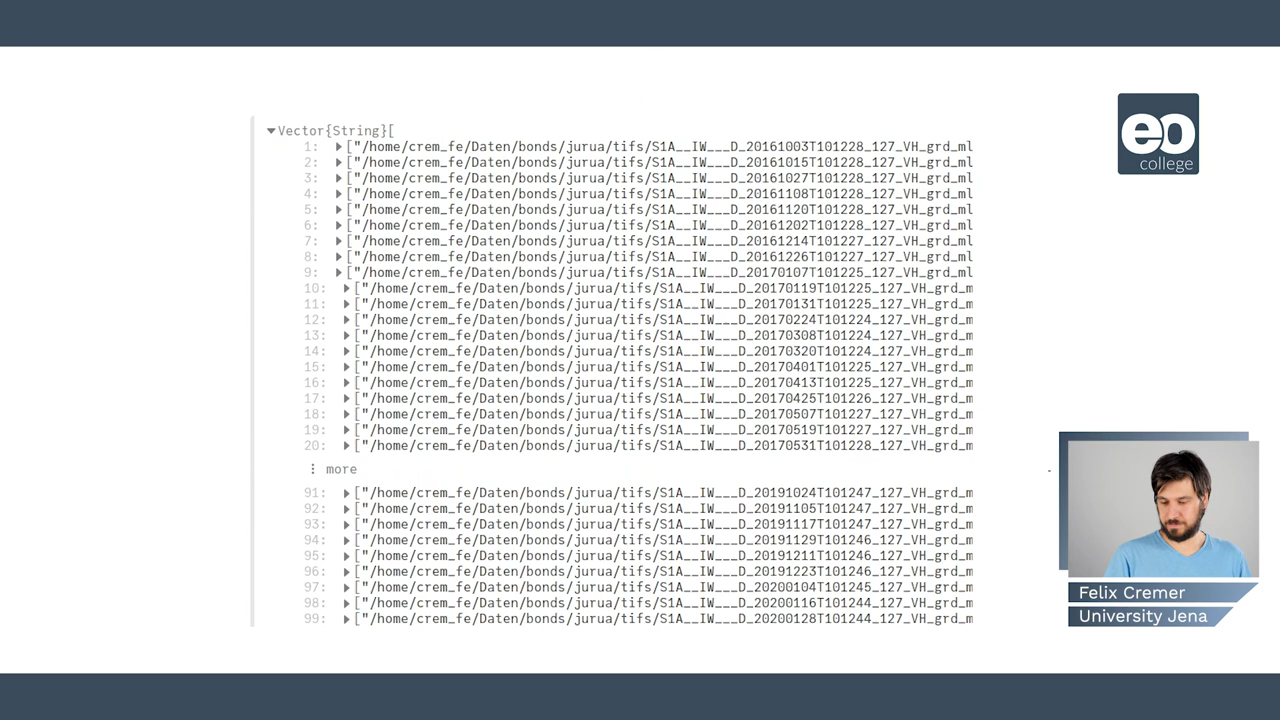 eo
college
Vector{String}[
1: ["/home/crem_fe/Daten/bonds/jurua/tifs/S1A__IW___D_20161003T101228_127_VH_grd_ml
2: ["/home/crem_fe/Daten/bonds/jurua/tifs/S1A__IW___D_20161015T101228_127_VH_grd_ml
3: ["/home/crem_fe/Daten/bonds/jurua/tifs/S1A__IW___D_20161027T101228_127_VH_grd_ml
4: ["/home/crem_fe/Daten/bonds/jurua/tifs/S1A__IW___D_20161108T101228_127_VH_grd_ml
5: ["/home/crem_fe/Daten/bonds/jurua/tifs/S1A__IW___D_20161120T101228_127_VH_grd_ml
6: ["/home/crem_fe/Daten/bonds/jurua/tifs/S1A__IW___D_20161202T101228_127_VH_grd_ml
7: ["/home/crem_fe/Daten/bonds/jurua/tifs/S1A__IW___D_20161214T101227_127_VH_grd_ml
8: ["/home/crem_fe/Daten/bonds/jurua/tifs/S1A__IW___D_20161226T101227_127_VH_grd_ml
9: ["/home/crem_fe/Daten/bonds/jurua/tifs/S1A__IW___D_20170107T101225_127_VH_grd_ml
10: ["/home/crem_fe/Daten/bonds/jurua/tifs/S1A__IW___D_20170119T101225_127_VH_grd_m
11: ["/home/crem_fe/Daten/bonds/jurua/tifs/S1A__IW___D_20170131T101225_127_VH_grd_m
12: ["/home/crem_fe/Daten/bonds/jurua/tifs/S1A__IW___D_20170224T101224_127_VH_grd_m
13: ["/home/crem_fe/Daten/bonds/jurua/tifs/S1A__IW___D_20170308T101224_127_VH_grd_m
14: ["/home/crem_fe/Daten/bonds/jurua/tifs/S1A__IW___D_20170320T101224_127_VH_grd_m
15: ["/home/crem_fe/Daten/bonds/jurua/tifs/S1A__IW___D_20170401T101225_127_VH_grd_m
16: ["/home/crem_fe/Daten/bonds/jurua/tifs/S1A__IW___D_20170413T101225_127_VH_grd_m
17: ["/home/crem_fe/Daten/bonds/jurua/tifs/S1A__IW___D_20170425T101226_127_VH_grd_m
18: ["/home/crem_fe/Daten/bonds/jurua/tifs/S1A__IW___D_20170507T101227_127_VH_grd_m
19: ["/home/crem_fe/Daten/bonds/jurua/tifs/S1A__IW___D_20170519T101227_127_VH_grd_m
20: ["/home/crem_fe/Daten/bonds/jurua/tifs/S1A__IW___D_20170531T101228_127_VH_grd_m
⋮ more
91: ["/home/crem_fe/Daten/bonds/jurua/tifs/S1A__IW___D_20191024T101247_127_VH_grd_m
92: ["/home/crem_fe/Daten/bonds/jurua/tifs/S1A__IW___D_20191105T101247_127_VH_grd_m
93: ["/home/crem_fe/Daten/bonds/jurua/tifs/S1A__IW___D_20191117T101247_127_VH_grd_m
94: ["/home/crem_fe/Daten/bonds/jurua/tifs/S1A__IW___D_20191129T101246_127_VH_grd_m
95: ["/home/crem_fe/Daten/bonds/jurua/tifs/S1A__IW___D_20191211T101246_127_VH_grd_m
96: ["/home/crem_fe/Daten/bonds/jurua/tifs/S1A__IW___D_20191223T101246_127_VH_grd_m
97: ["/home/crem_fe/Daten/bonds/jurua/tifs/S1A__IW___D_20200104T101245_127_VH_grd_m
98: ["/home/crem_fe/Daten/bonds/jurua/tifs/S1A__IW___D_20200116T101244_127_VH_grd_m
99: ["/home/crem_fe/Daten/bonds/jurua/tifs/S1A__IW___D_20200128T101244_127_VH_grd_m
Felix Cremer
University Jena